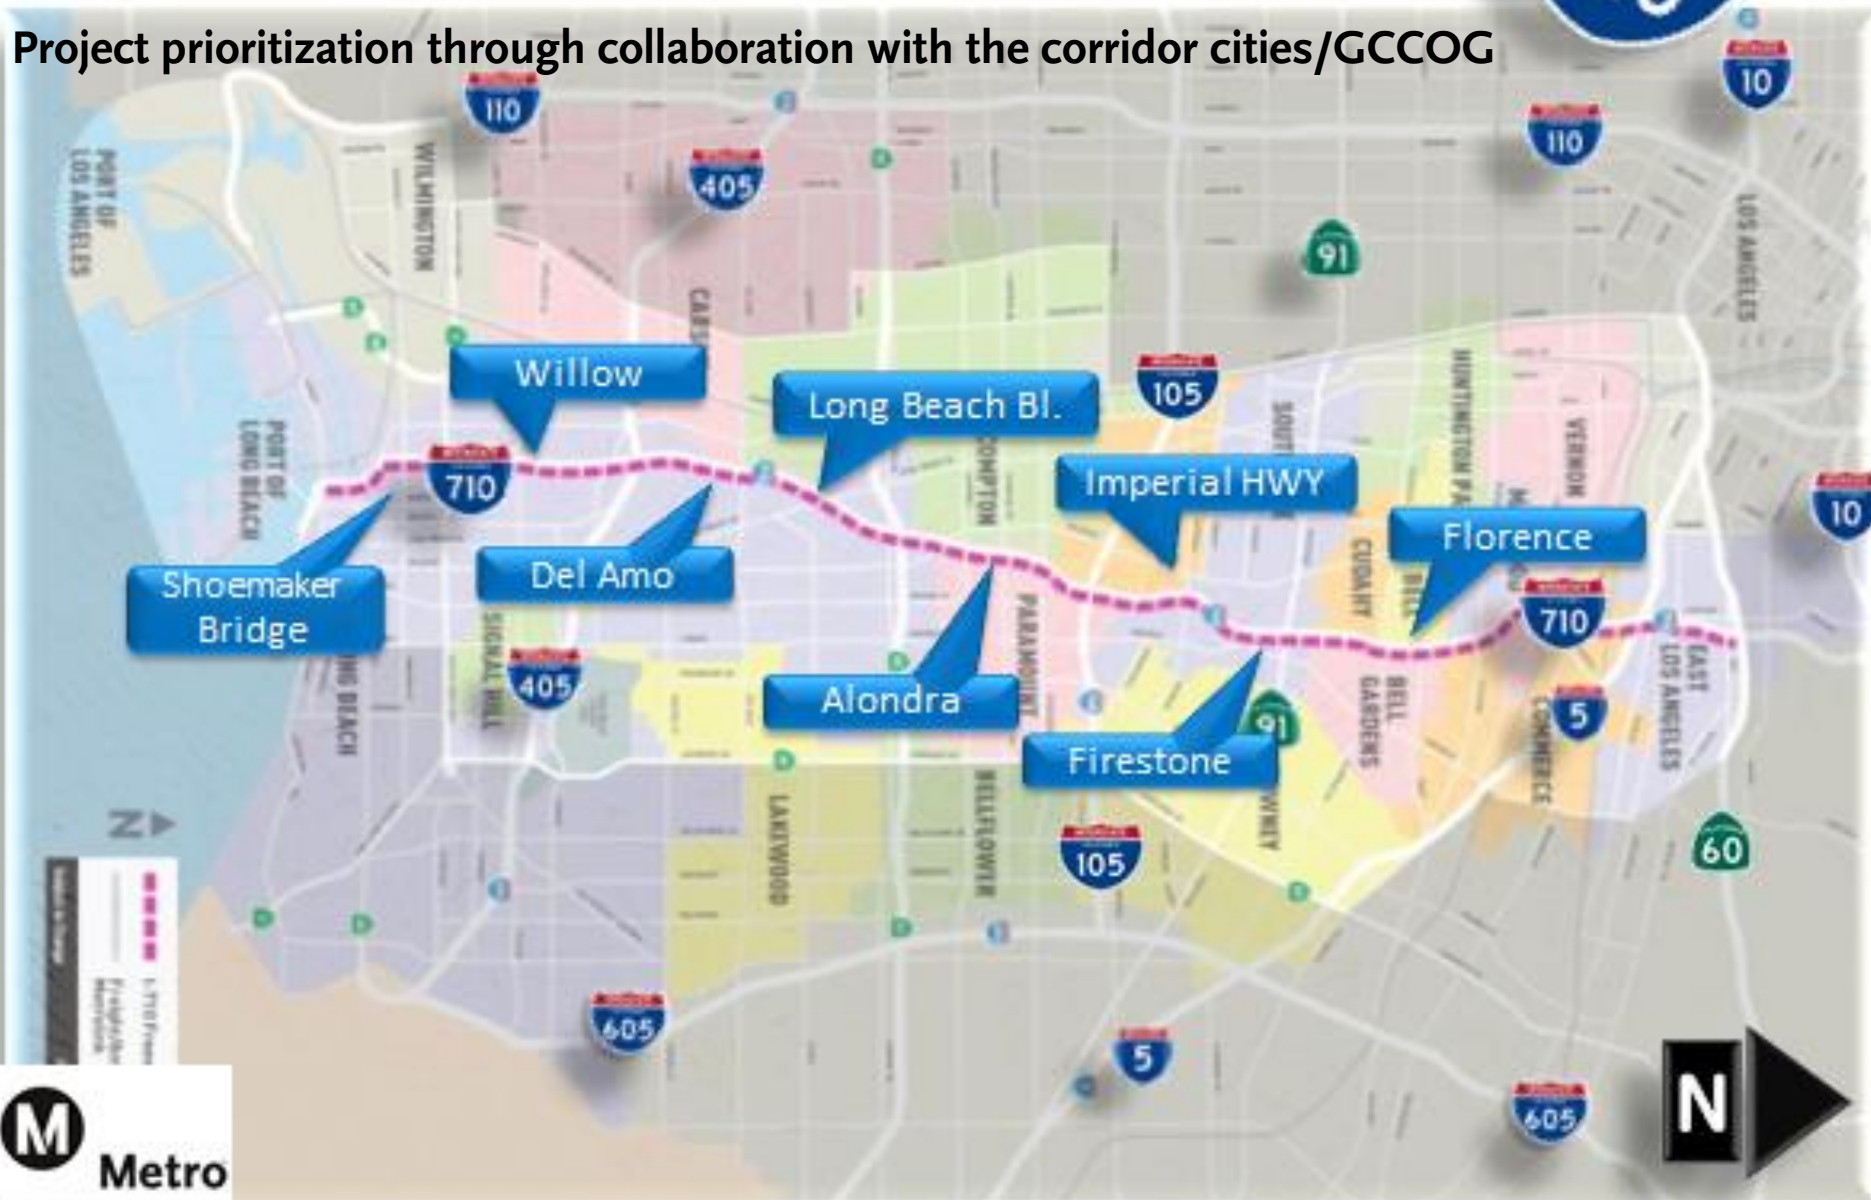 Project prioritization through collaboration with the corridor cities/GCCOG
10
110
110
405
91
PORT OF
LOS ANGELES
WILMINGTON
LOS ANGELES
Willow
Long Beach Bl.
105
HUNTINGTON
VERNON
COMPTON
Imperial HWY
Florence
10
PORT OF
LONG BEACH
710
Del Amo
Shoemaker
Bridge
CUDAHY
710
SIGNAL HILL
PARAMOUNT
405
Alondra
Firestone
91
BELL
GARDENS
COMMERCE
5
EAST
LOS ANGELES
BEACH
LAKEWOOD
BELLFLOWER
105
60
N
605
5
605
N
M
Metro